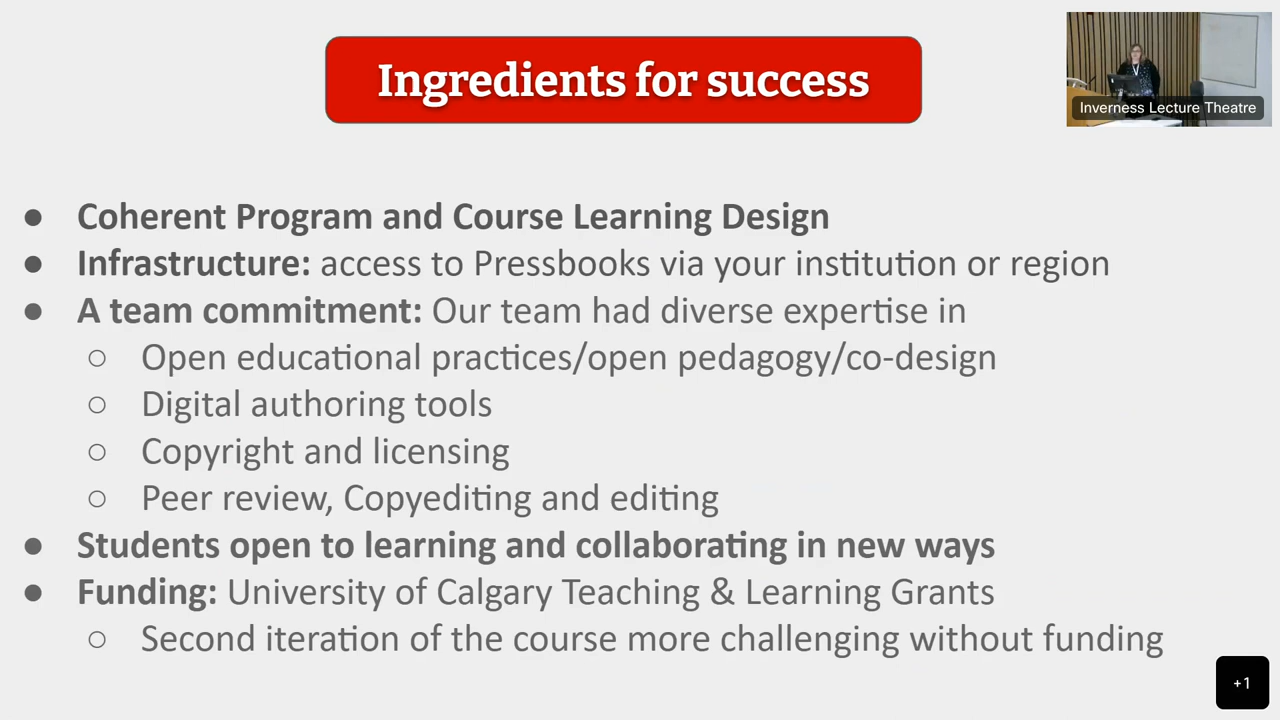 Ingredients for success
Inverness Lecture Theatre
● Coherent Program and Course Learning Design
● Infrastructure: access to Pressbooks via your institution or region
● A team commitment: Our team had diverse expertise in
○ Open educational practices/open pedagogy/co-design
○ Digital authoring tools
○ Copyright and licensing
○ Peer review, Copyediting and editing
● Students open to learning and collaborating in new ways
● Funding: University of Calgary Teaching & Learning Grants
○ Second iteration of the course more challenging without funding
+1